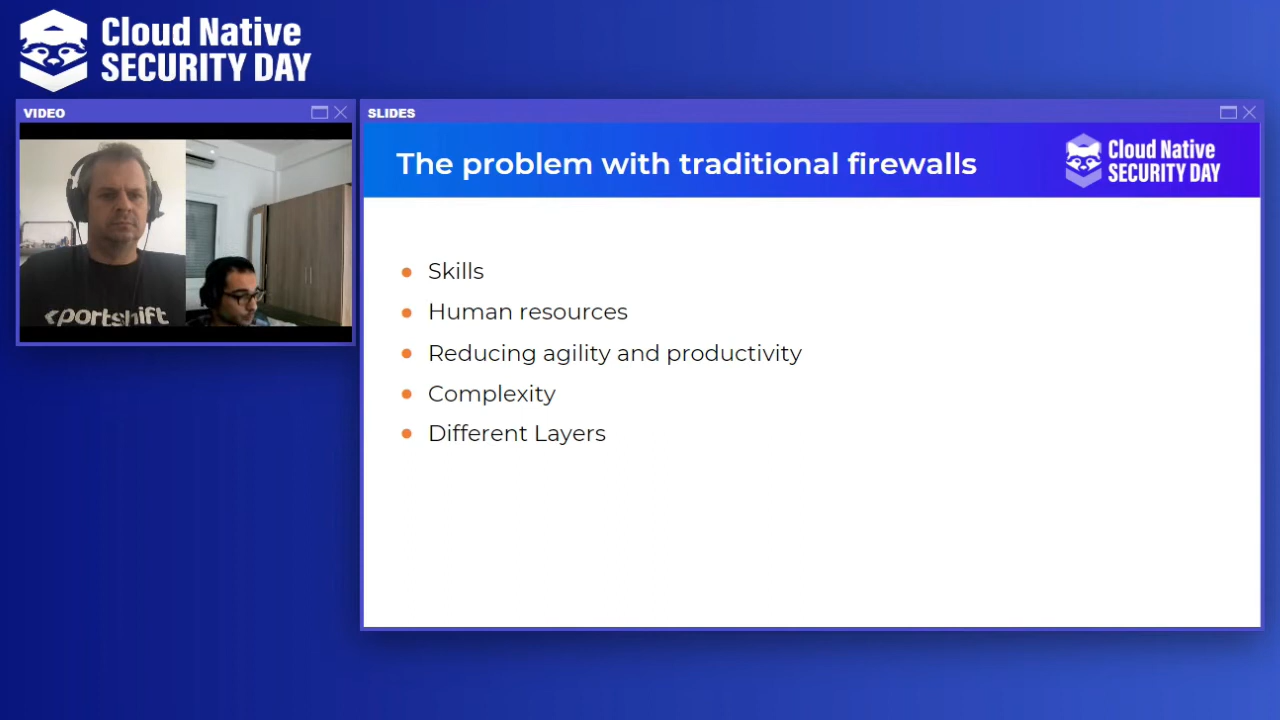 Cloud Native
SECURITY DAY
VIDEO
portshift
SLIDES
The problem with traditional firewalls
Cloud Native
SECURITY DAY
Skills
Human resources
Reducing agility and productivity
Complexity
Different Layers